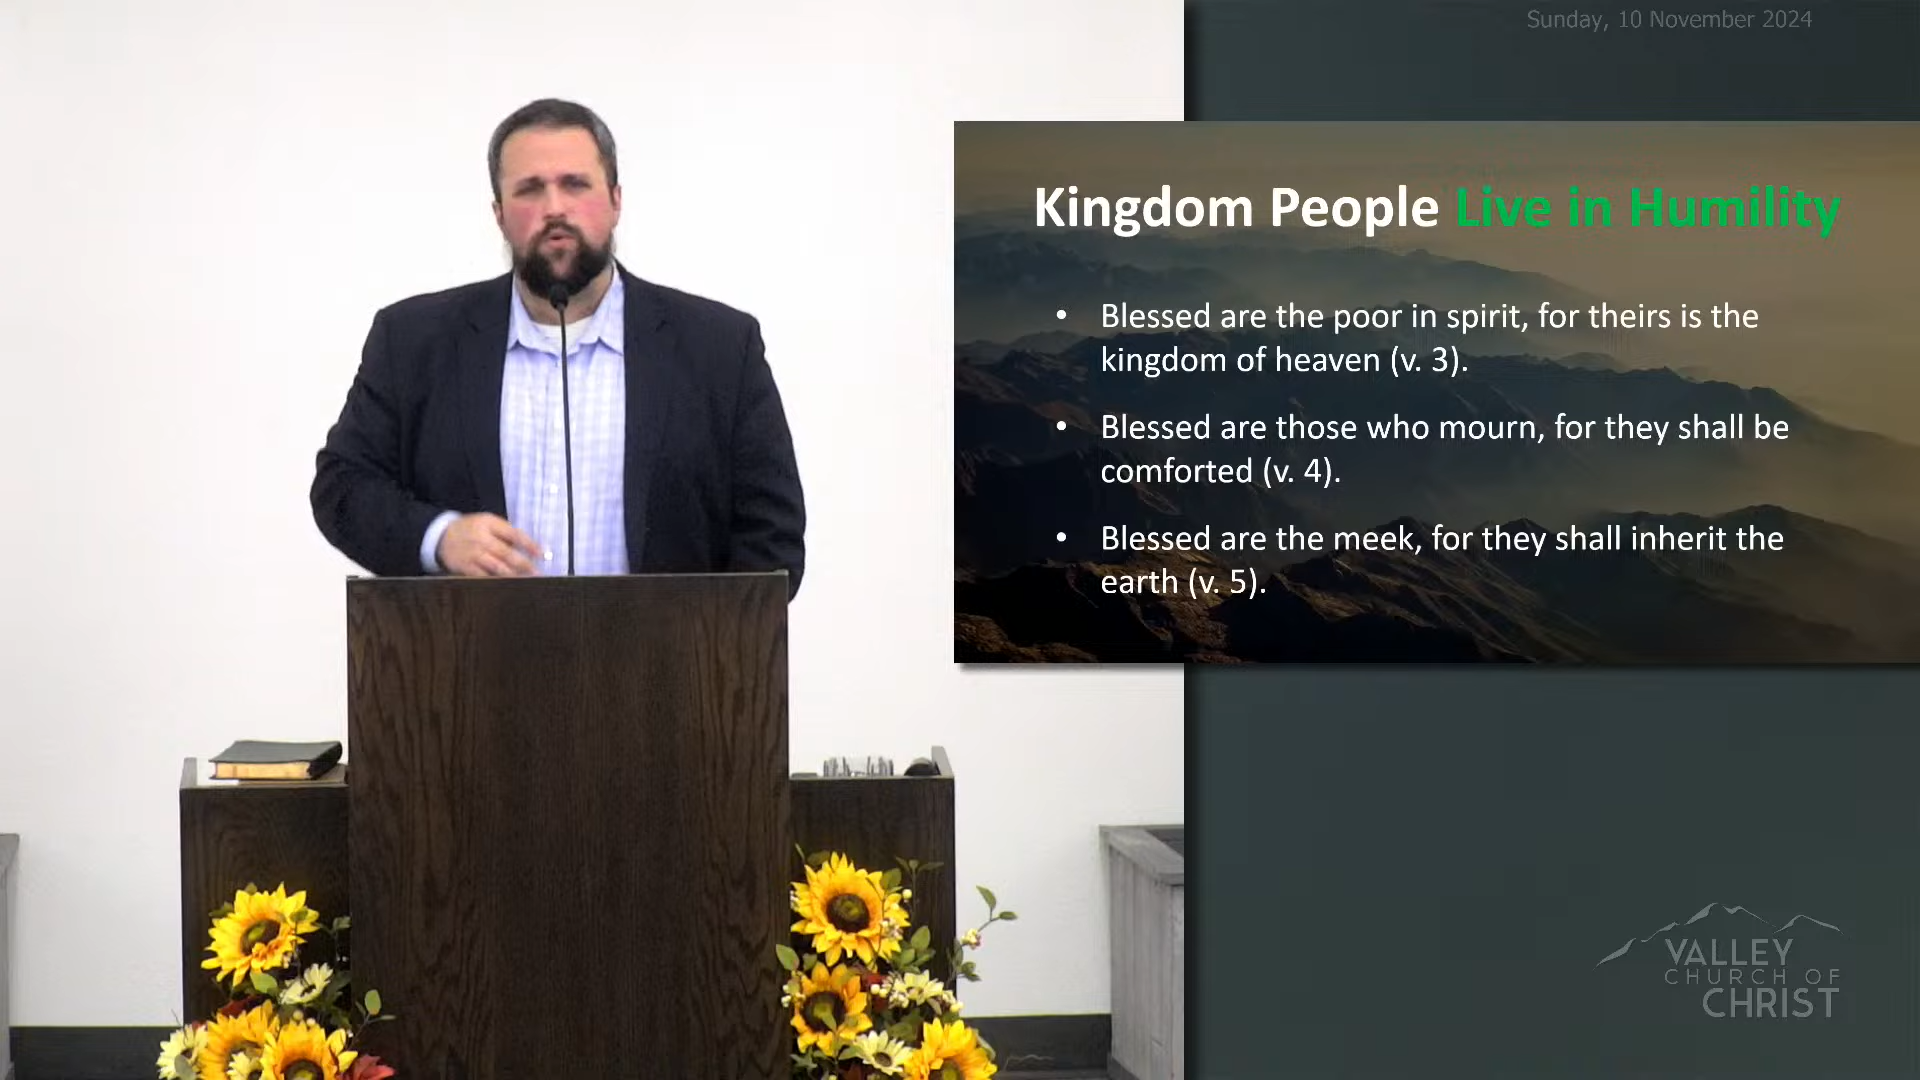 Sunday, 10 November 2024
Kingdom People Live in Humility
• Blessed are the poor in spirit, for theirs is the
kingdom of heaven (v. 3).
• Blessed are those who mourn, for they shall be
comforted (v. 4).
• Blessed are the meek, for they shall inherit the
earth (v. 5).
VALLEY
CHURCH OF
CHRIST